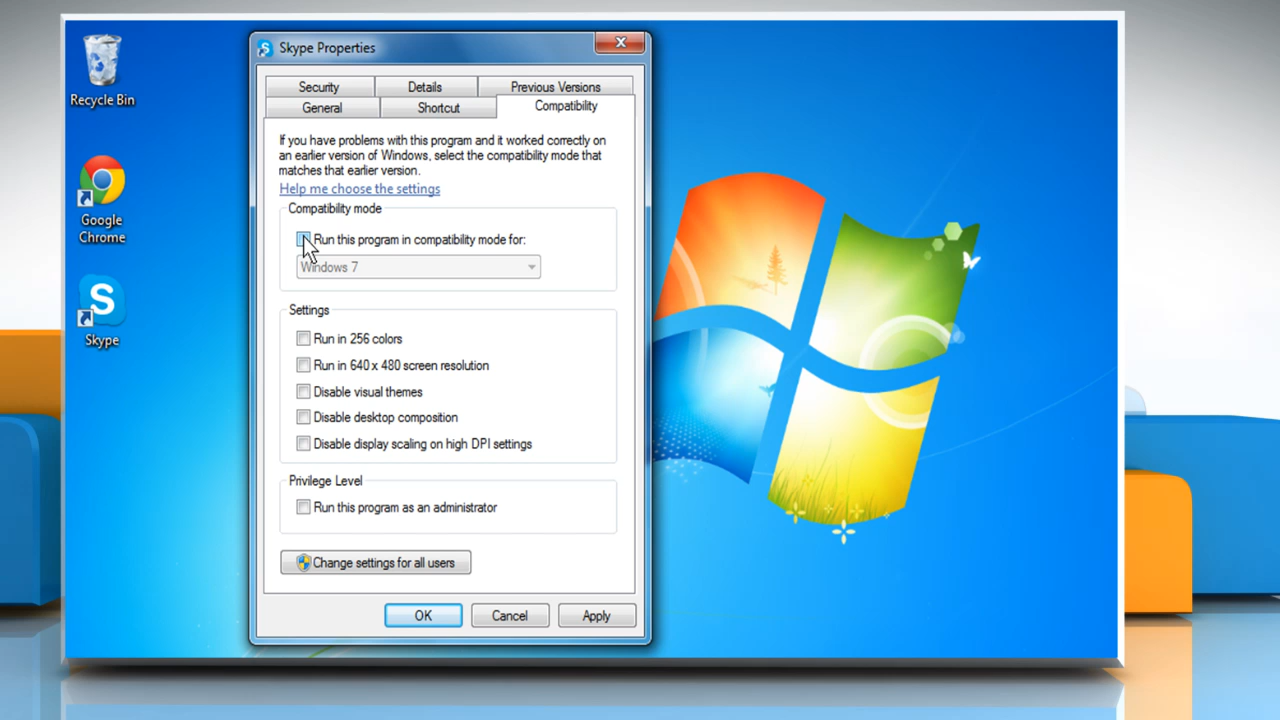 Recycle Bin
Google
Chrome
Skype
Skype Properties
Security
Details
Previous Versions
General
Shortcut
Compatibility
If you have problems with this program and it worked correctly on
an earlier version of Windows, select the compatibility mode that
matches that earlier version.
Help me choose the settings
Compatibility mode
Run this program in compatibility mode for:
Windows 7
Settings
Run in 256 colors
Run in 640 x 480 screen resolution
Disable visual themes
Disable desktop composition
Disable display scaling on high DPI settings
Privilege Level
Run this program as an administrator
Change settings for all users
OK
Cancel
Apply